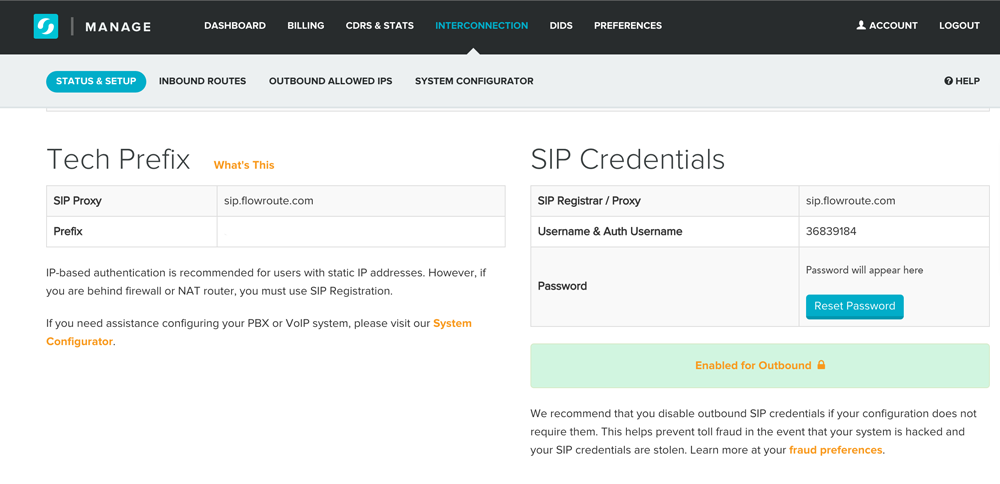 MANAGE
DASHBOARD BILLING CDRS & STATS INTERCONNECTION DIDS PREFERENCES ACCOUNT LOGOUT
STATUS & SETUP INBOUND ROUTES OUTBOUND ALLOWED IPS SYSTEM CONFIGURATOR HELP
Tech Prefix What's This
SIP Proxy sip.flowroute.com
Prefix
IP-based authentication is recommended for users with static IP addresses. However, if
you are behind firewall or NAT router, you must use SIP Registration.
If you need assistance configuring your PBX or VoIP system, please visit our System
Configurator.
SIP Credentials
SIP Registrar / Proxy sip.flowroute.com
Username & Auth Username 36839184
Password Password will appear here
Reset Password
Enabled for Outbound
We recommend that you disable outbound SIP credentials if your configuration does not
require them. This helps prevent toll fraud in the event that your system is hacked and
your SIP credentials are stolen. Learn more at your fraud preferences.